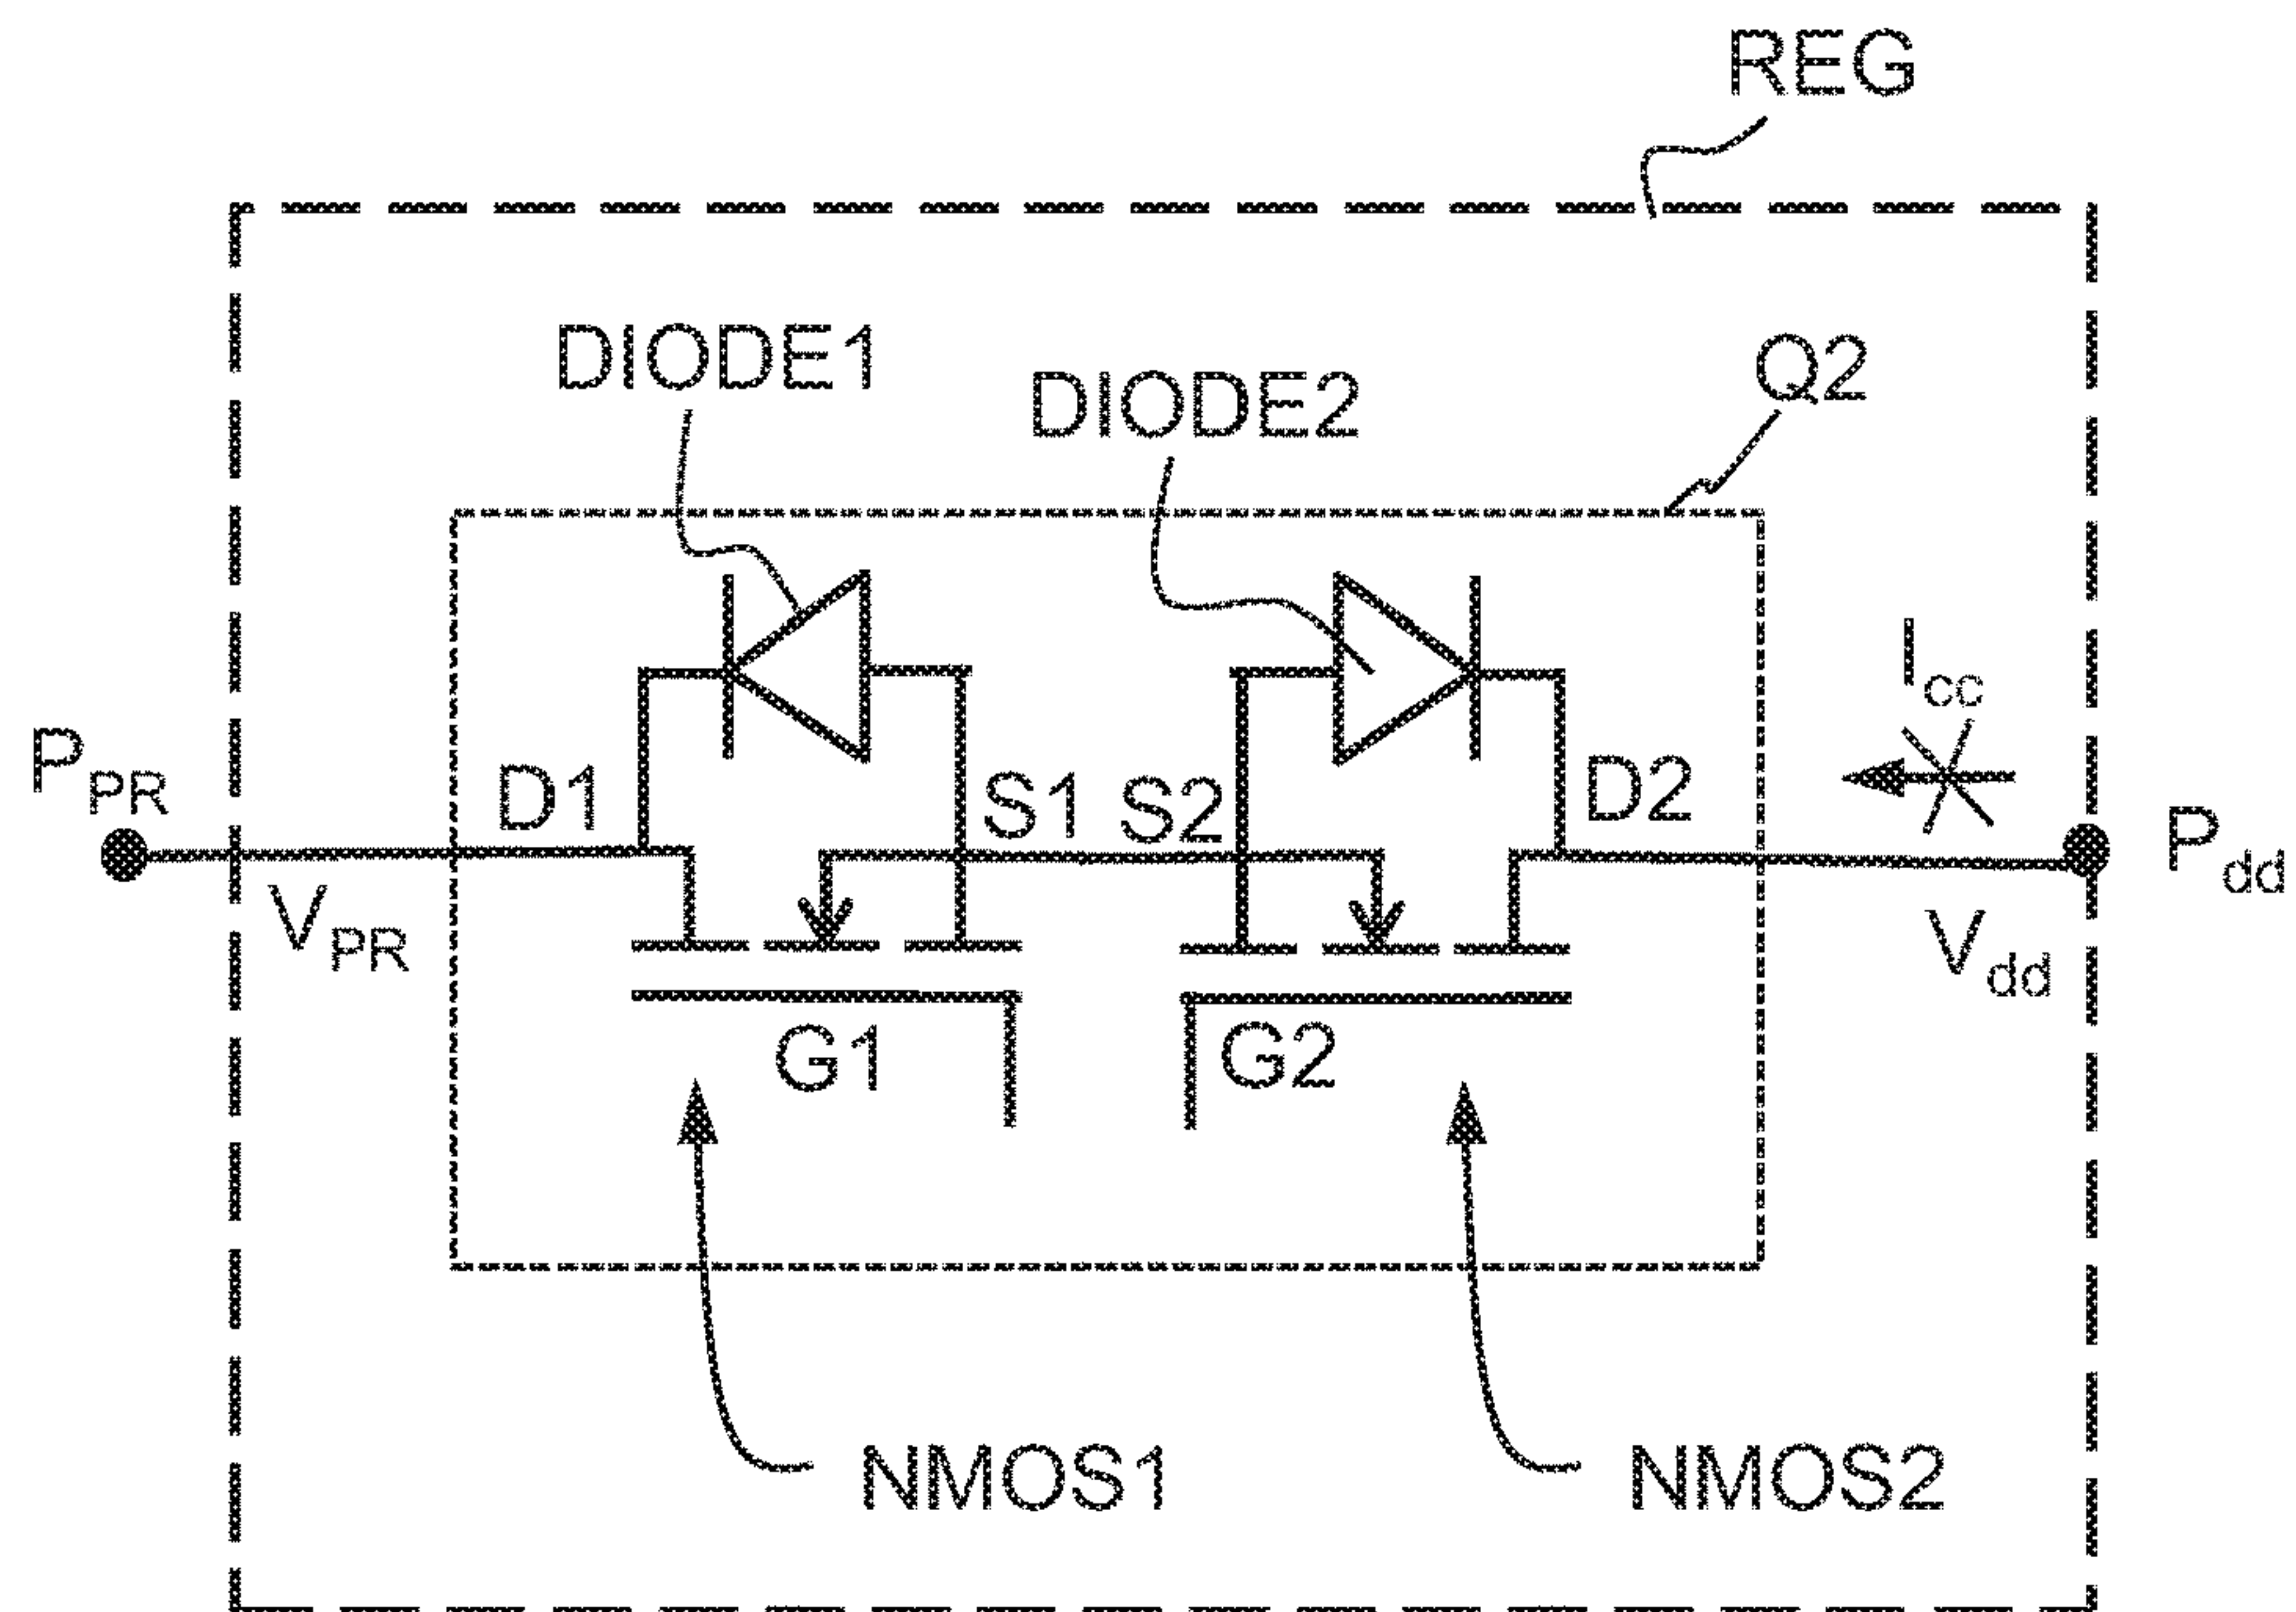 REG
DIODE1
DIODE2
Q2
Icc
PPR
D1
S1
S2
D2
Pdd
VPR
Vdd
G1
G2
NMOS1
NMOS2